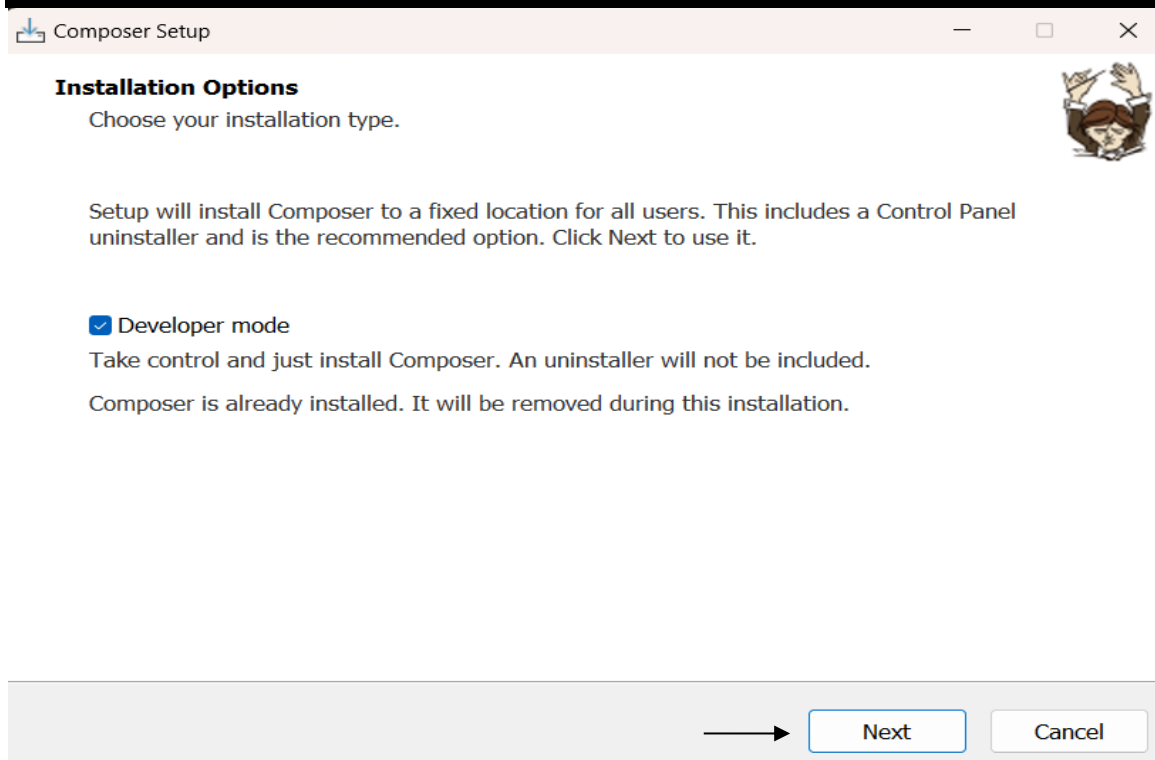 Composer Setup
Installation Options
Choose your installation type.
Setup will install Composer to a fixed location for all users. This includes a Control Panel
uninstaller and is the recommended option. Click Next to use it.
Developer mode
Take control and just install Composer. An uninstaller will not be included.
Composer is already installed. It will be removed during this installation.
Next
Cancel